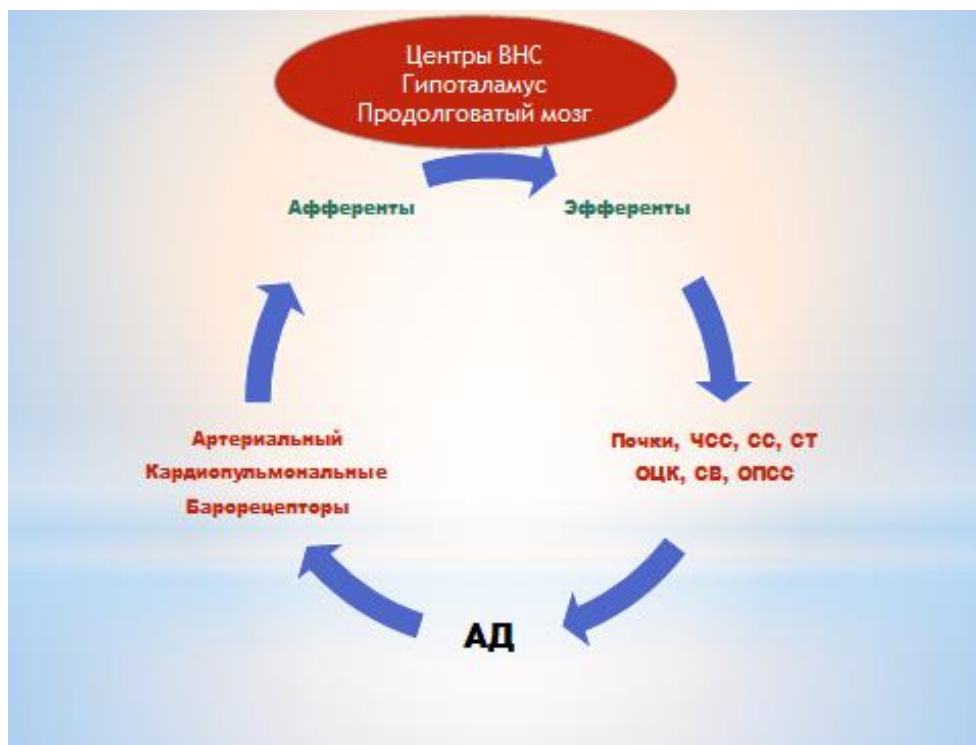 Центры ВНС
Гипоталамус
Продолговатый мозг
Афференты
Эфференты
Артериальный
Кардиопульмональные
Барорецепторы
Почки, ЧСС, СС, СТ
ОЦК, СВ, ОПСС
АД